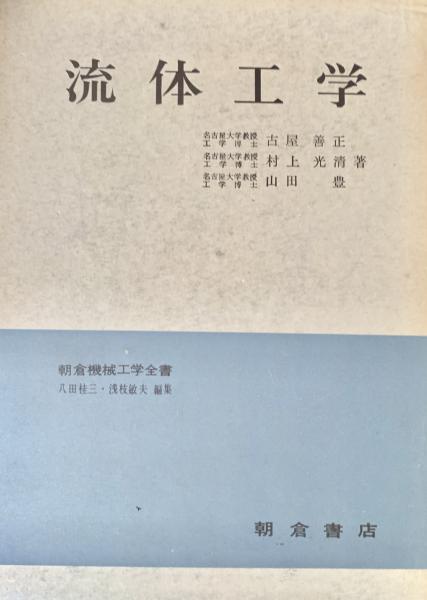 流体工学
名古屋大学教授
工学博士 古屋善正
名古屋大学教授
工学博士 村上光清 著
名古屋大学教授
工学博士 山田豊
朝倉機械工学全書
八田桂三・浅枝敏夫 編集
朝倉書店